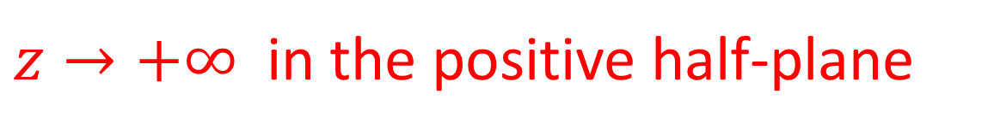 z → +∞ in the positive half-plane